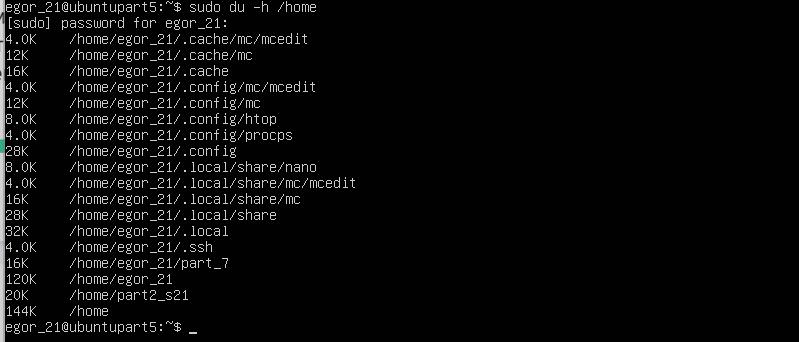 egor_21@ubuntupart5:~$ sudo du -h /home
[sudo] password for egor_21:
4.0K	/home/egor_21/.cache/mc/mcedit
12K	/home/egor_21/.cache/mc
16K	/home/egor_21/.cache
4.0K	/home/egor_21/.config/mc/mcedit
12K	/home/egor_21/.config/mc
8.0K	/home/egor_21/.config/htop
4.0K	/home/egor_21/.config/procps
28K	/home/egor_21/.config
8.0K	/home/egor_21/.local/share/nano
4.0K	/home/egor_21/.local/share/mc/mcedit
16K	/home/egor_21/.local/share/mc
28K	/home/egor_21/.local/share
32K	/home/egor_21/.local
4.0K	/home/egor_21/.ssh
16K	/home/egor_21/part_7
120K	/home/egor_21
20K	/home/part2_s21
144K	/home
egor_21@ubuntupart5:~$ _